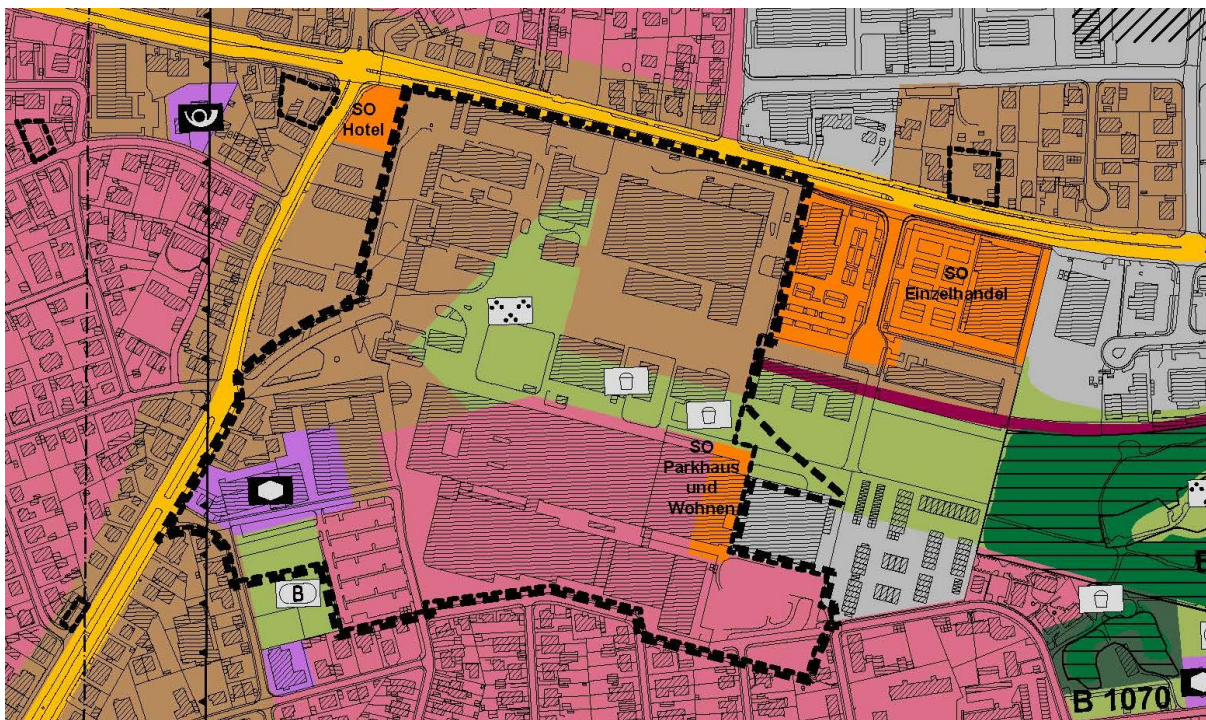 SO
Hotel
SO
Einzelhandel
SO
Parkhaus
und
Wohnen
B
B 1070